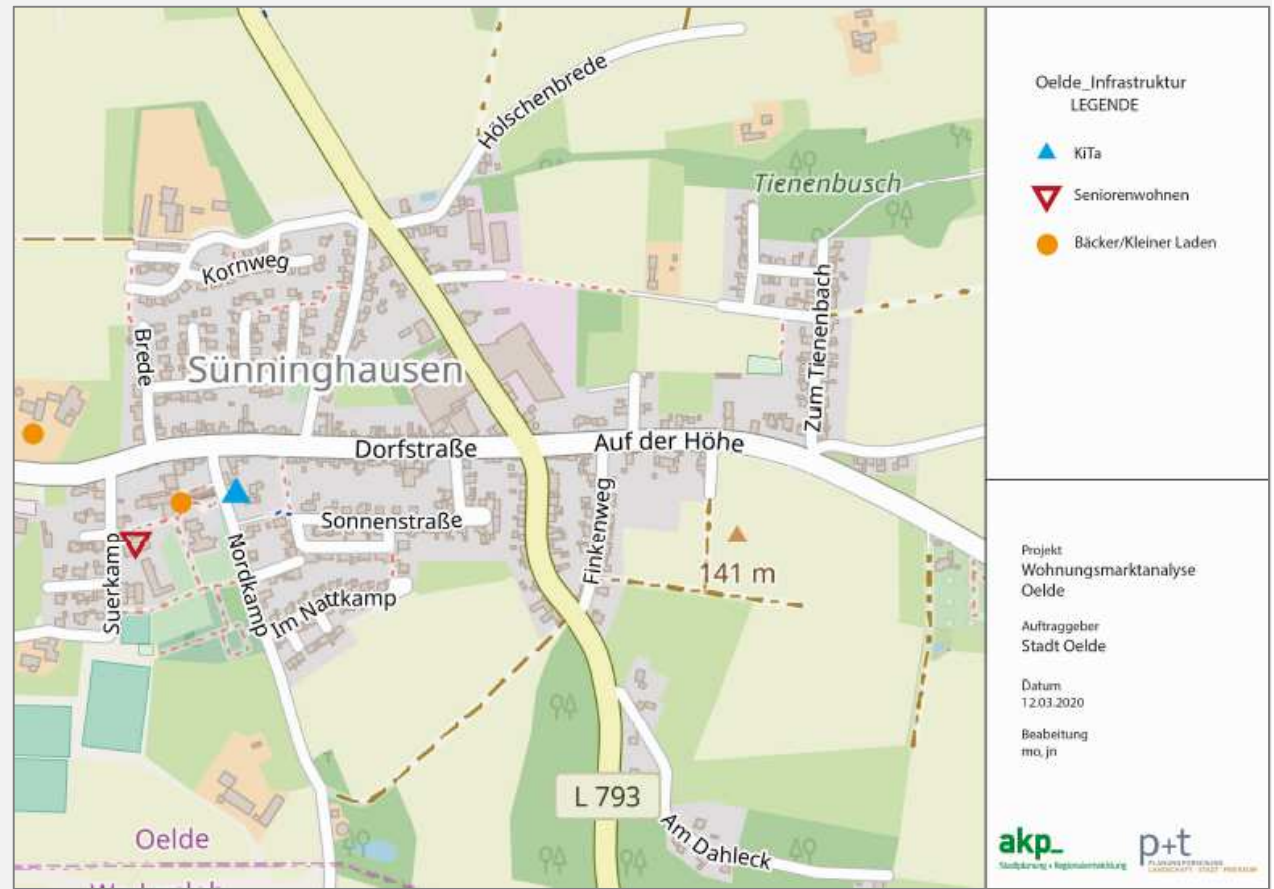 Hölschenbrede
Tienenbusch
Kornweg
Brede
Sünninghausen
Zum Tienenbach
Dorfstraße
Auf der Höhe
Sonnenstraße
Finkenweg
141 m
Suerkamp
Nordkamp
Im Nattkamp
L 793
Am Dahleck
Oelde
Oelde_Infrastruktur
LEGENDE
KiTa
Seniorenwohnen
Bäcker/Kleiner Laden
Projekt
Wohnungsmarktanalyse
Oelde
Auftraggeber
Stadt Oelde
Datum
12.03.2020
Beabeitung
mo, jn
akp_
Stadtplanung + Regionalentwicklung
p+t